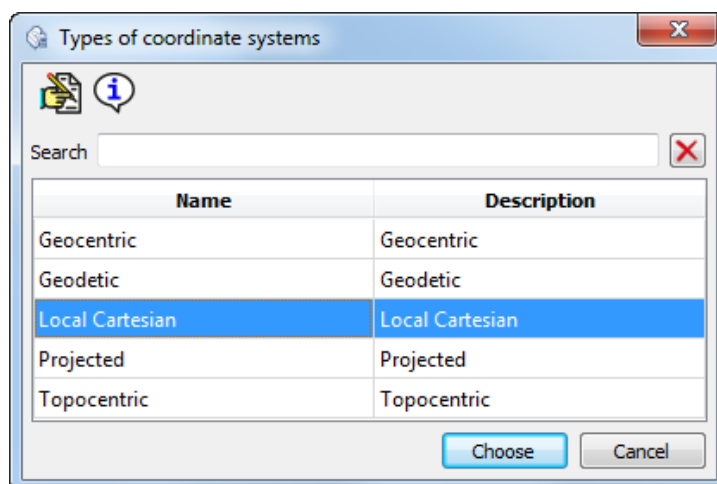 Types of coordinate systems
Search
Name Description
Geocentric Geocentric
Geodetic Geodetic
Local Cartesian Local Cartesian
Projected Projected
Topocentric Topocentric
Choose Cancel